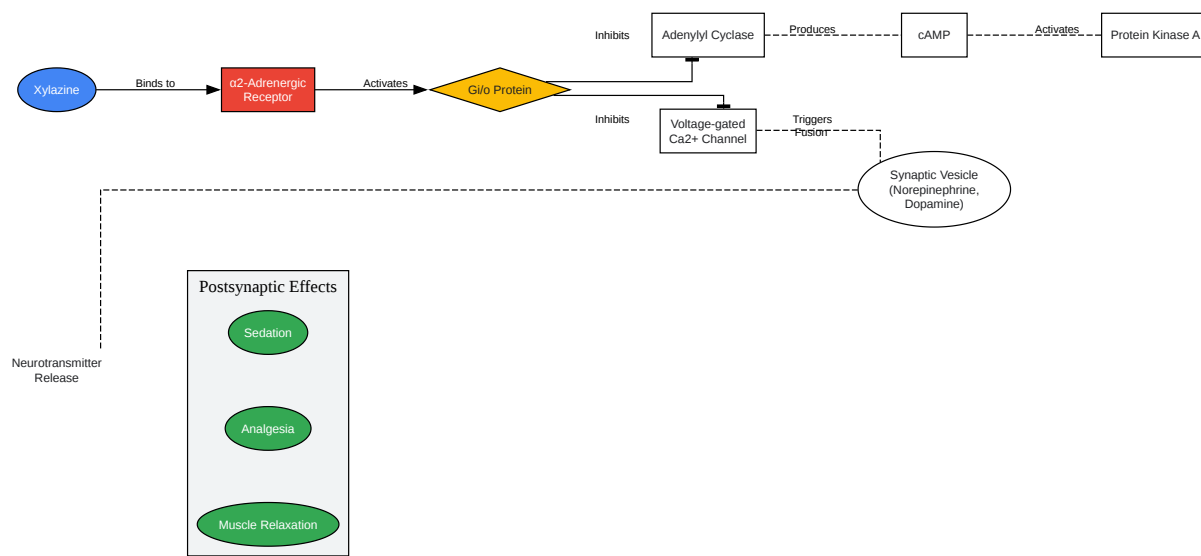 Inhibits
Adenylyl Cyclase
Produces
cAMP
Activates
Protein Kinase A
Xylazine
Binds to
α2-Adrenergic
Receptor
Activates
Gi/o Protein
Inhibits
Voltage-gated
Ca2+ Channel
Triggers
Fusion
Synaptic Vesicle
(Norepinephrine,
Dopamine)
Postsynaptic Effects
Sedation
Neurotransmitter
Release
Analgesia
Muscle Relaxation